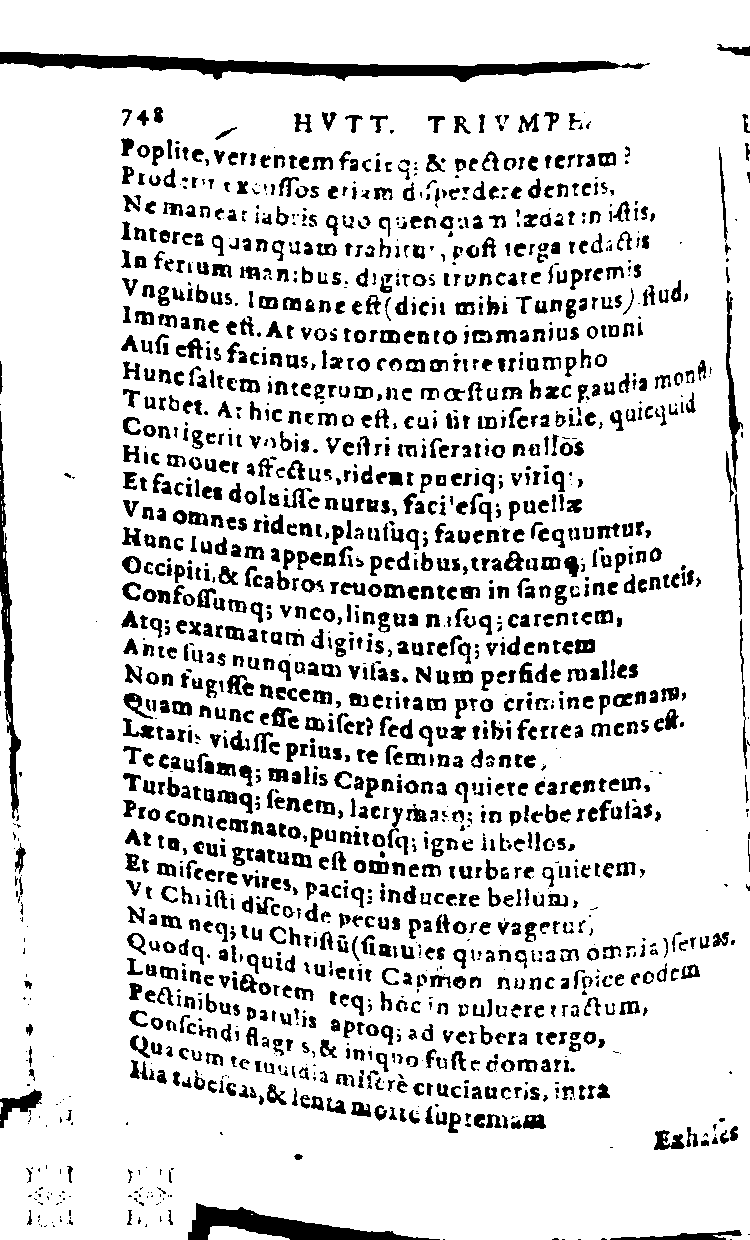 748 HVTT. TRIVMPH.
Poplite, verrentem facieq; & pectore terram?
Proderit excussos etiam disperdere denteis,
Ne maneat labris quo quenquam lædat in istis,
Interea quanquam trahitur, post terga redactis
In ferrum manibus, digitos truncare supremis
Vnguibus. Immane est (dicit mihi Tungarus) istud,
Immane est. At vos tormento immanius omni
Ausi estis facinus, læto committe triumpho
Hunc saltem integrum, ne mœstum hæc gaudia monst
Turbet. At hic nemo est, cui sit miserabile, quicquid
Contigerit vobis. Vestri miseratio nullos
Hic mouet affectus, rident pueriq; viriq;,
Et faciles doluisse nurus, facilesq; puellæ
Vna omnes rident, plausuq; fauente sequuntur,
Hunc ludam appensis pedibus, tractumq; supino
Occipiti, & scabros reuomentem in sanguine denteis,
Confossumq; vnco, lingua nasoq; carentem,
Atq; exarmatum digitis, auresq; videntem
Ante suas nunquam visas. Num perfide malles
Non fugisse necem, meritam pro crimine pœnam,
Quam nunc esse miser? sed quæ tibi ferrea mens est.
Lætaris vidisse prius, te semina dante,
Te causamq; malis Capniona quiete carentem,
Turbatumq; senem, lacrymasq; in plebe refusas,
Pro contemnato, punitosq; igne libellos,
At tu, cui gratum est omnem turbare quietem,
Et miscere vires, paciq; inducere bellum,
Vt Christi discorde pecus pastore vagetur,
Nam neq; tu Christū (simules quanquam omnia) seruas.
Quodq. aliquid tulerit Capnion nunc aspice eodem
Lumine victorem teq; hoc in puluere tractum,
Pectinibus patulis aptoq; ad verbera tergo,
Conscindi flagris, & iniquo fuste domari.
Qua cum te inuidia miserè cruciaueris, intra
Ilia tabescas, & lenta morte supremam
Exhales